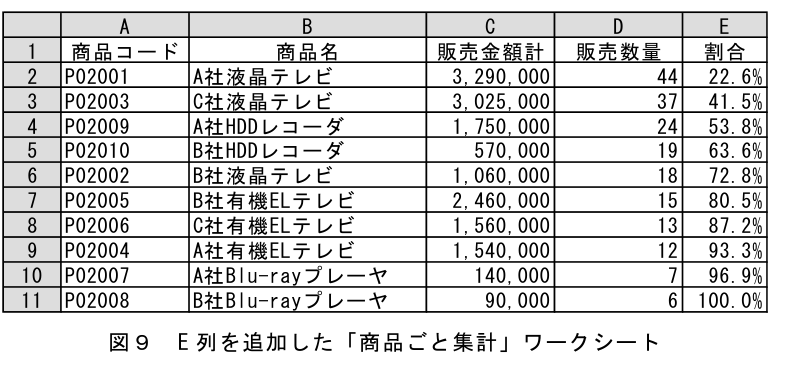 A B C D E
1 商品コード 商品名 販売金額計 販売数量 割合
2 P02001 A社液晶テレビ 3,290,000 44 22.6%
3 P02003 C社液晶テレビ 3,025,000 37 41.5%
4 P02009 A社HDDレコーダ 1,750,000 24 53.8%
5 P02010 B社HDDレコーダ 570,000 19 63.6%
6 P02002 B社液晶テレビ 1,060,000 18 72.8%
7 P02005 B社有機ELテレビ 2,460,000 15 80.5%
8 P02006 C社有機ELテレビ 1,560,000 13 87.2%
9 P02004 A社有機ELテレビ 1,540,000 12 93.3%
10 P02007 A社Blu-rayプレーヤ 140,000 7 96.9%
11 P02008 B社Blu-rayプレーヤ 90,000 6 100.0%
図9 E列を追加した「商品ごと集計」ワークシート